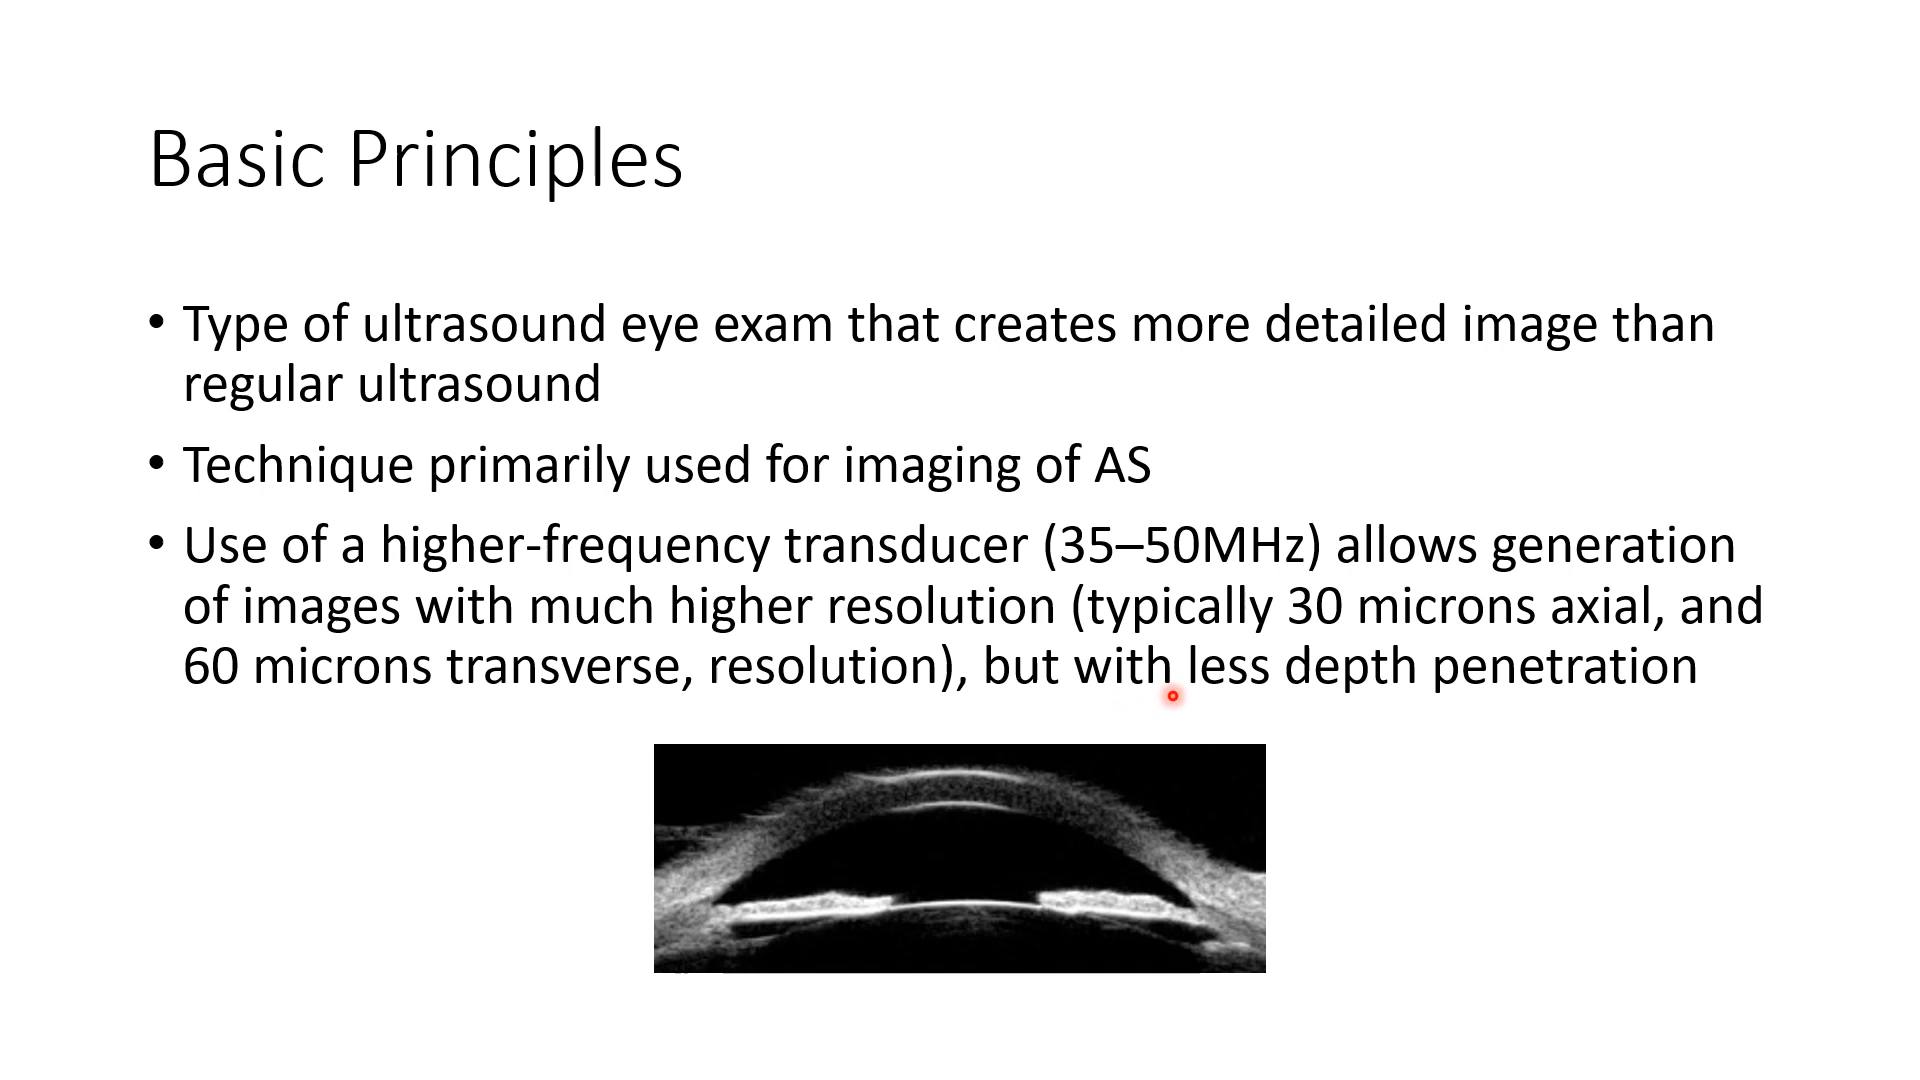 Basic Principles
• Type of ultrasound eye exam that creates more detailed image than
regular ultrasound
• Technique primarily used for imaging of AS
• Use of a higher-frequency transducer (35–50MHz) allows generation
of images with much higher resolution (typically 30 microns axial, and
60 microns transverse, resolution), but with less depth penetration